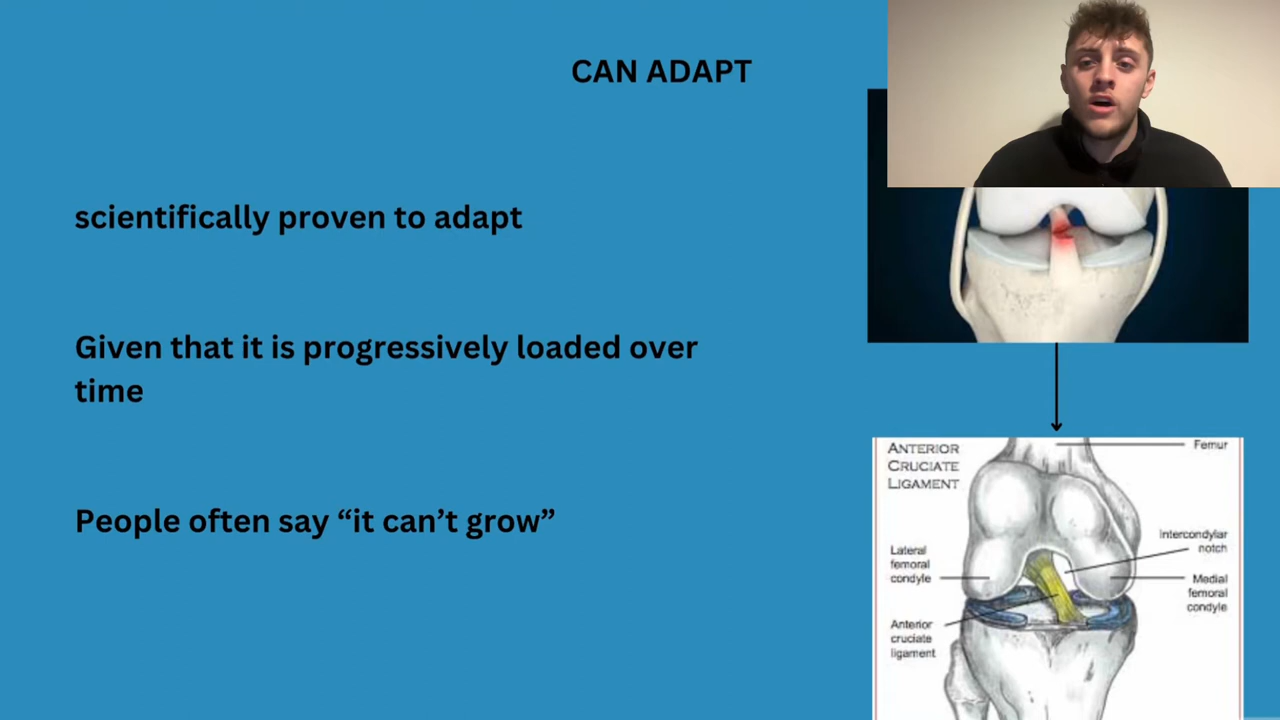 CAN ADAPT
scientifically proven to adapt
Given that it is progressively loaded over
time
People often say “it can’t grow”
ANTERIOR
CRUCIATE
LIGAMENT
Femur
Intercondylar
notch
Lateral
femoral
condyle
Medial
femoral
condyle
Anterior
cruciate
ligament